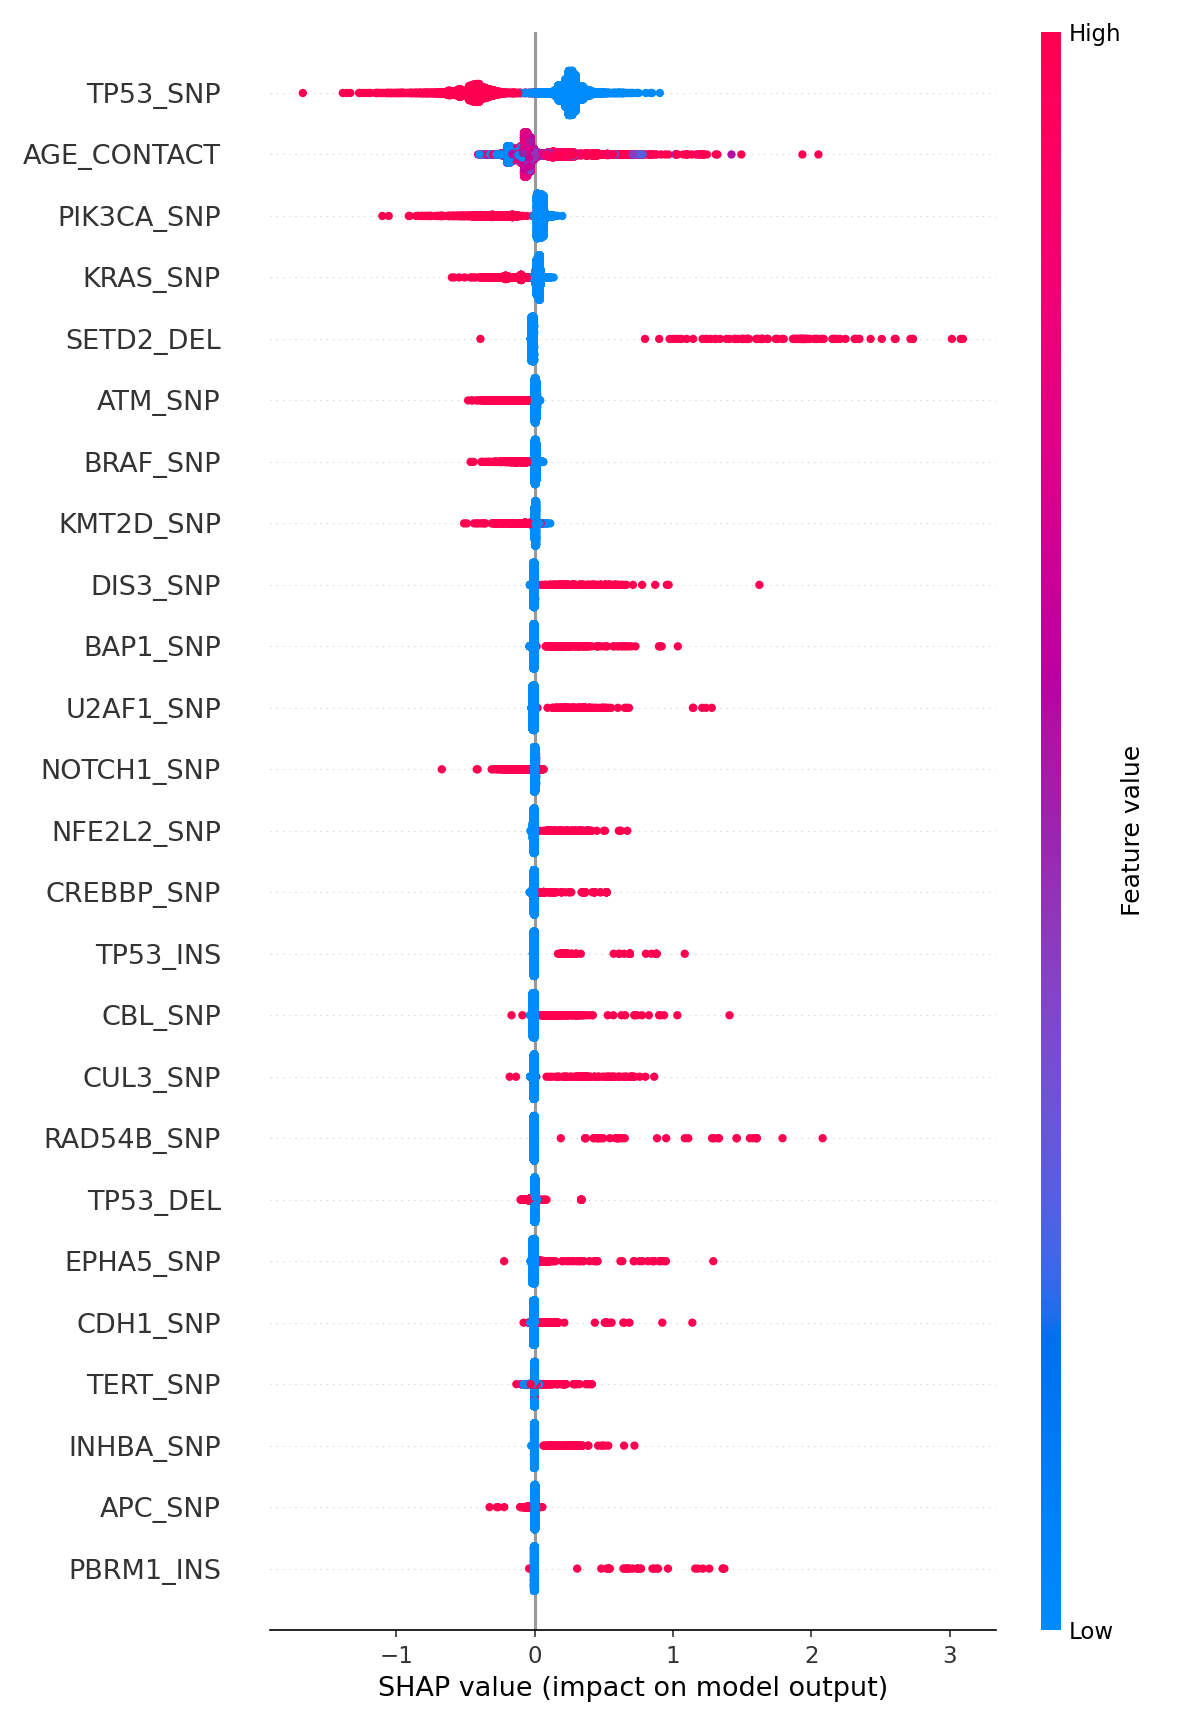 High
TP53_SNP
AGE_CONTACT
PIK3CA_SNP
KRAS_SNP
SETD2_DEL
ATM_SNP
BRAF_SNP
KMT2D_SNP
DIS3_SNP
BAP1_SNP
U2AF1_SNP
NOTCH1_SNP
NFE2L2_SNP
CREBBP_SNP
TP53_INS
CBL_SNP
CUL3_SNP
RAD54B_SNP
TP53_DEL
EPHA5_SNP
CDH1_SNP
TERT_SNP
INHBA_SNP
APC_SNP
PBRM1_INS
Feature value
Low
−1 0 1 2 3
SHAP value (impact on model output)